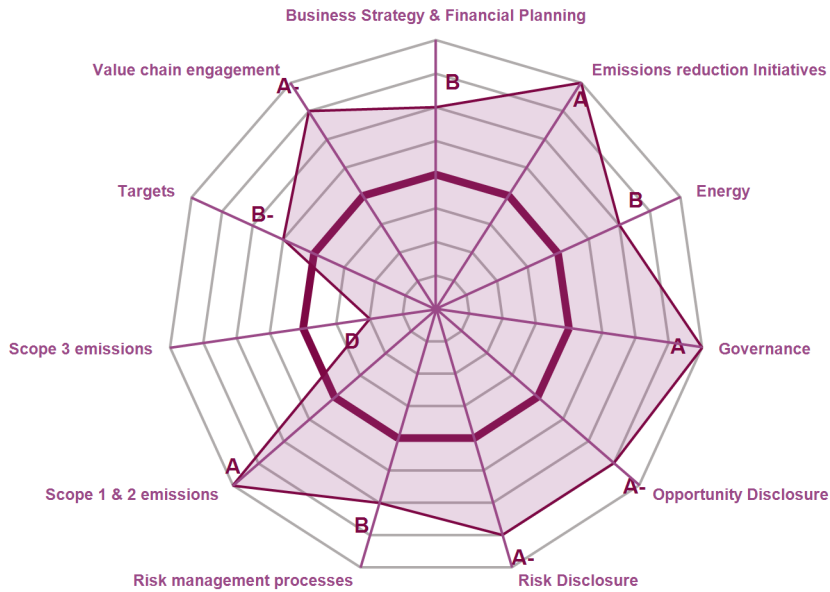 Business Strategy & Financial Planning
Value chain engagement
A-
B
Emissions reduction Initiatives
A
Targets
B-
B
Energy
Scope 3 emissions
D
A
Governance
A
Scope 1 & 2 emissions
B
A-
Opportunity Disclosure
A-
Risk management processes
Risk Disclosure